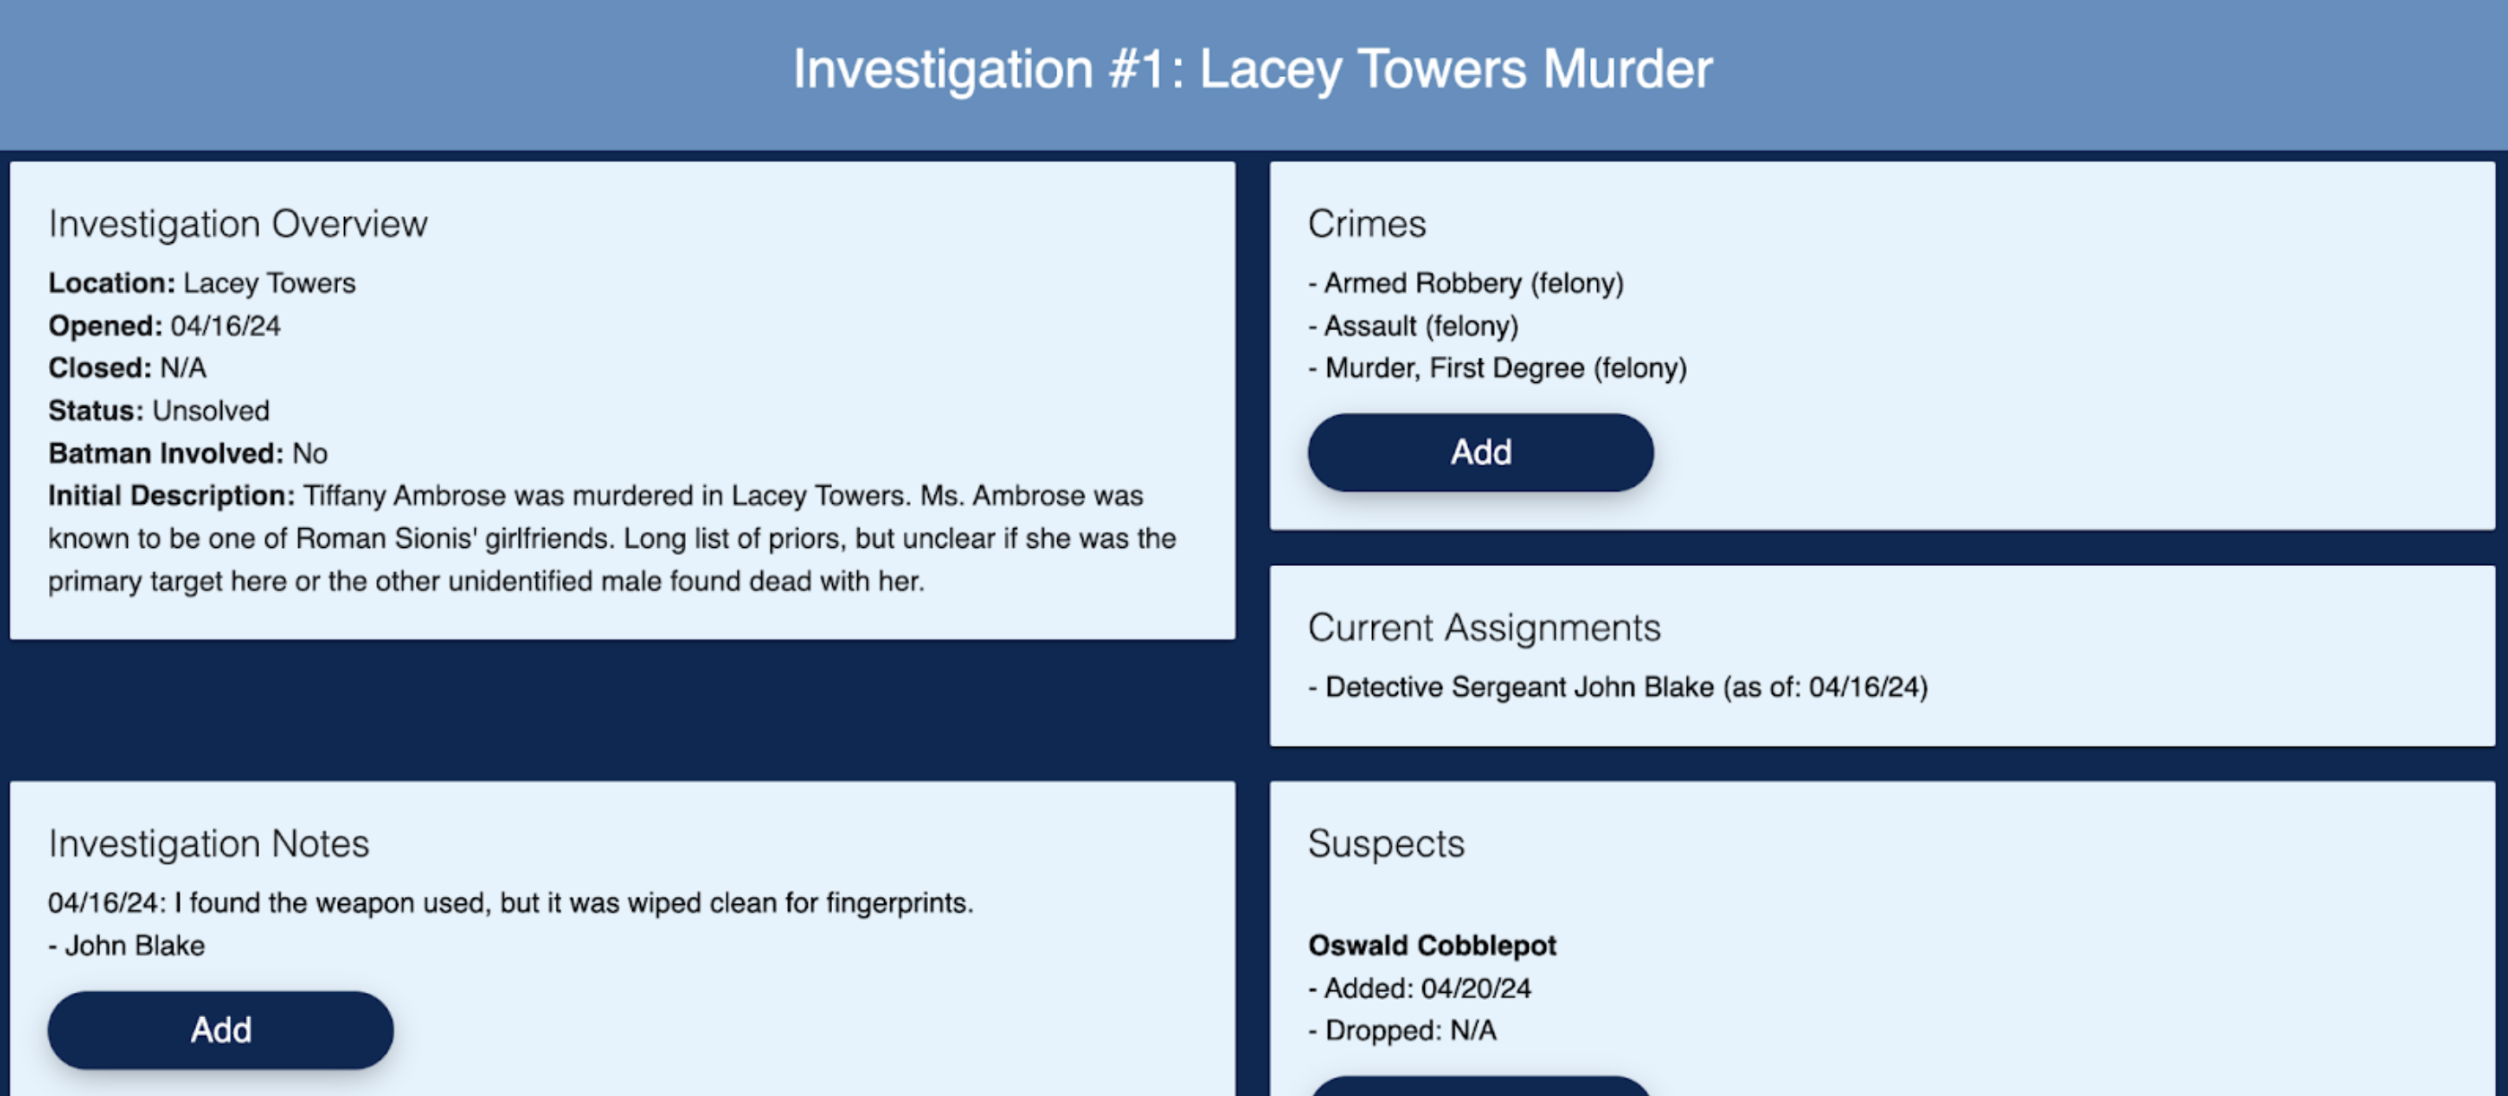 Investigation #1: Lacey Towers Murder
Investigation Overview
Location: Lacey Towers
Opened: 04/16/24
Closed: N/A
Status: Unsolved
Batman Involved: No
Initial Description: Tiffany Ambrose was murdered in Lacey Towers. Ms. Ambrose was
known to be one of Roman Sionis' girlfriends. Long list of priors, but unclear if she was the
primary target here or the other unidentified male found dead with her.
Crimes
- Armed Robbery (felony)
- Assault (felony)
- Murder, First Degree (felony)
Add
Current Assignments
- Detective Sergeant John Blake (as of: 04/16/24)
Investigation Notes
04/16/24: I found the weapon used, but it was wiped clean for fingerprints.
- John Blake
Add
Suspects
Oswald Cobblepot
- Added: 04/20/24
- Dropped: N/A